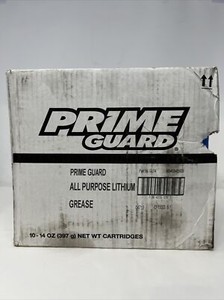 PRIME
GUARD
PRIME GUARD
ALL PURPOSE LITHIUM
GREASE
10-14 OZ (397 g) NET WT CARTRIDGES